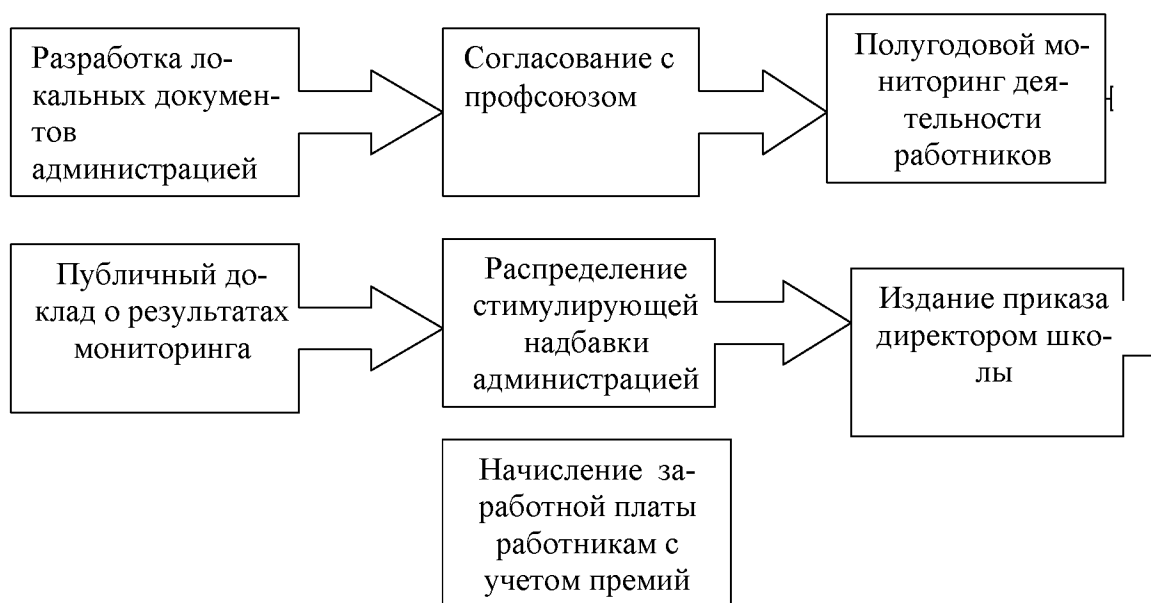 Разработка ло-
кальных докумен-
тов
администрацией
Согласование с
профсоюзом
Полугодовой мо-
ниторинг дея-
тельности
работников
Публичный до-
клад о результатах
мониторинга
Распределение
стимулирующей
надбавки
администрацией
Издание приказа
директором шко-
лы
Начисление за-
работной платы
работникам с
учетом премий